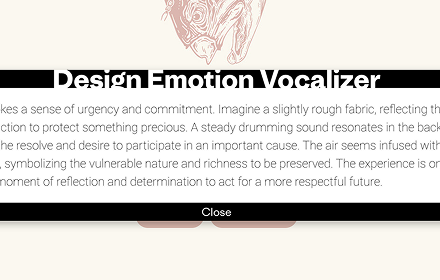 Design Emotion Vocalizer
kes a sense of urgency and commitment. Imagine a slightly rough fabric, reflecting th
ction to protect something precious. A steady drumming sound resonates in the back
he resolve and desire to participate in an important cause. The air seems infused with
, symbolizing the vulnerable nature and richness to be preserved. The experience is on
moment of reflection and determination to act for a more respectful future.
Close